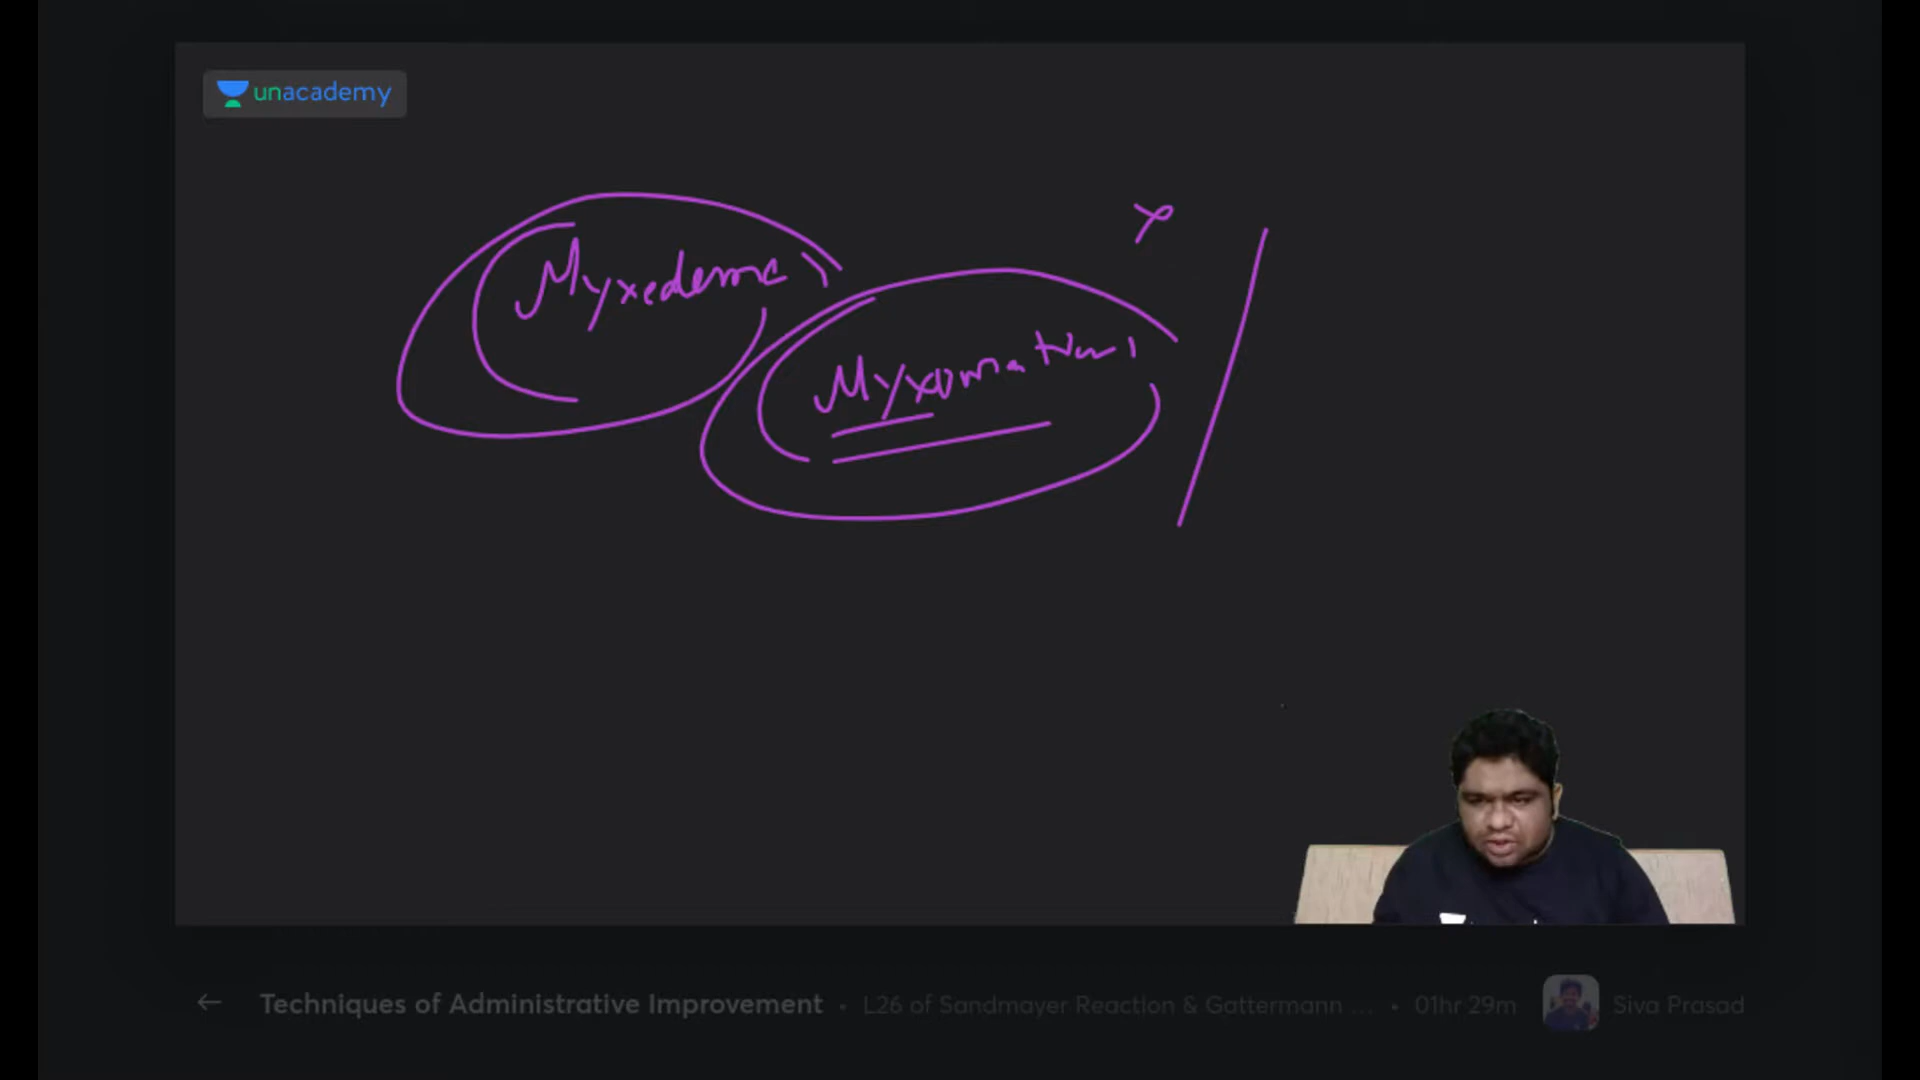 unacademy
Myxedema
Myxomatous
← Techniques of Administrative Improvement • L26 of Sandmayer Reaction & Gattermann ... • 01hr 29m Siva Prasad